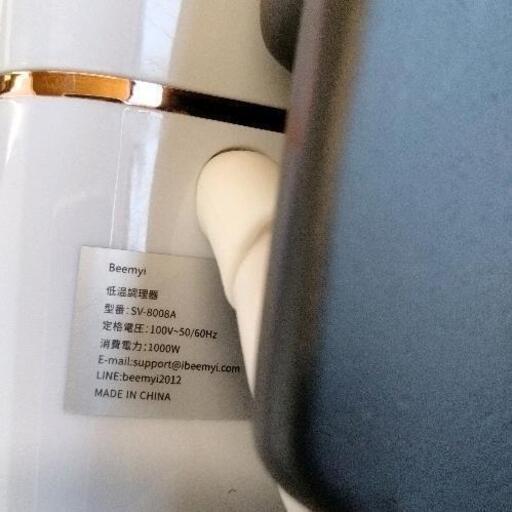 Beemyi
低温調理器
型番:SV-8008A
定格電圧:100V~50/60Hz
消費電力:1000W
E-mail:support@ibeemyi.com
LINE:beemyi2012
MADE IN CHINA